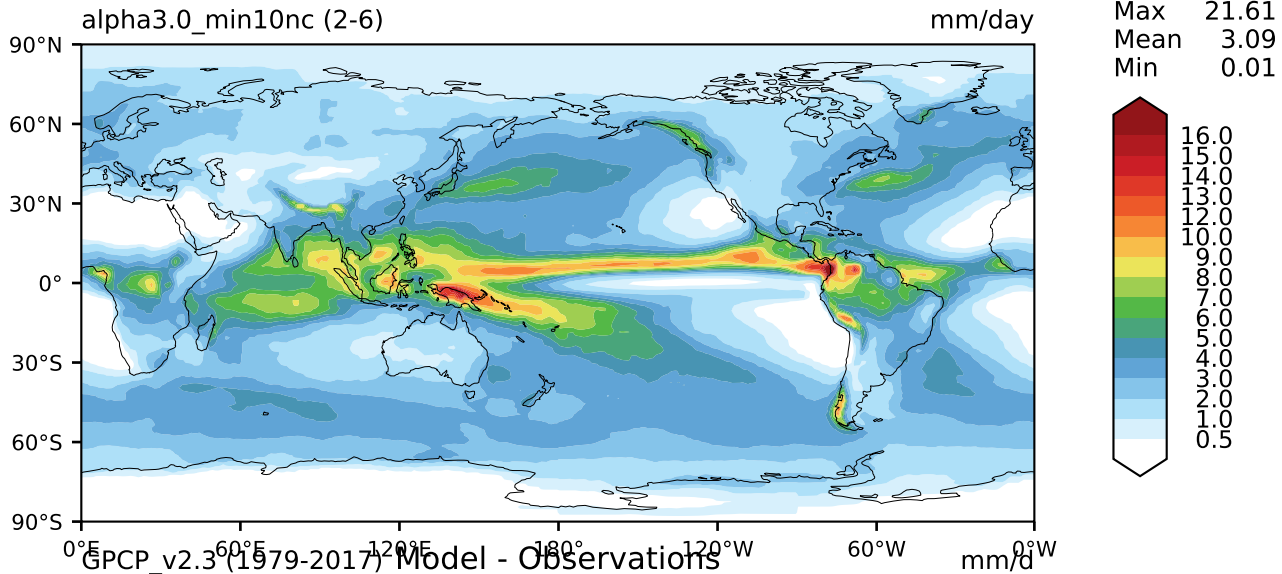 alpha3.0_min10nc (2-6) mm/day
Max 21.61
Mean 3.09
Min 0.01
90°N
60°N
30°N
0°
30°S
60°S
90°S
0°E 60°E 120°E 180° 120°W 60°W 0°W
16.0
15.0
14.0
13.0
12.0
10.0
9.0
8.0
7.0
6.0
5.0
4.0
3.0
2.0
1.0
0.5
GPCP_v2.3 (1979-2017) Model - Observations mm/d